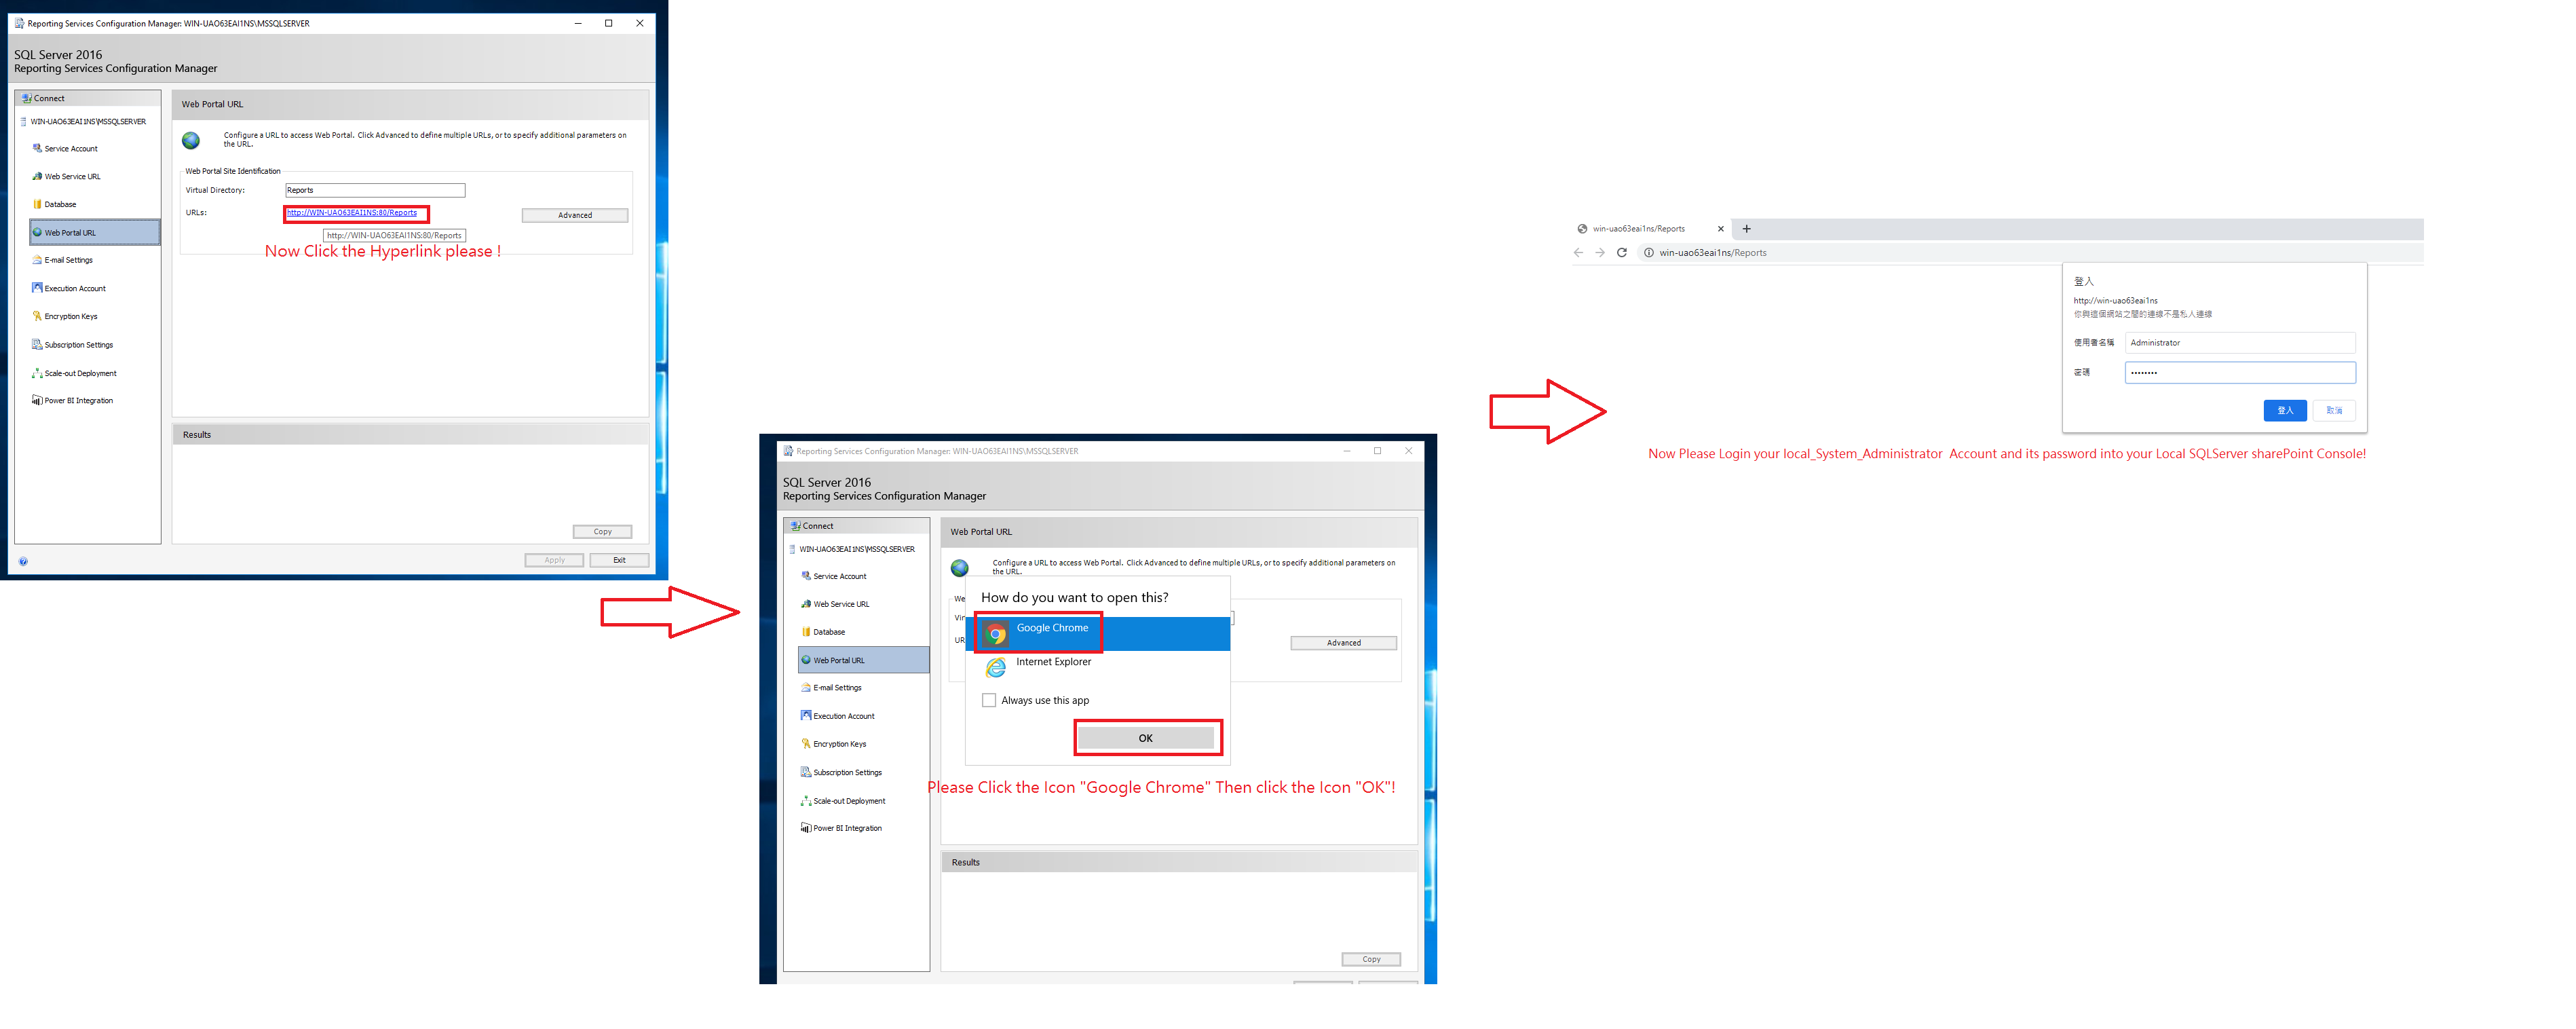 Reporting Services Configuration Manager: WIN-UAO63EAI1NS\MSSQLSERVER
SQL Server 2016
Reporting Services Configuration Manager
Connect
WIN-UAO63EAI1NS\MSSQLSERVER
Service Account
Web Service URL
Database
Web Portal URL
E-mail Settings
Execution Account
Encryption Keys
Subscription Settings
Scale-out Deployment
Power BI Integration
Web Portal URL
Configure a URL to access Web Portal. Click Advanced to define multiple URLs, or to specify additional parameters on
the URL.
Web Portal Site Identification
Virtual Directory: Reports
URLs: http://WIN-UAO63EAI1NS:80/Reports
Advanced
http://WIN-UAO63EAI1NS:80/Reports
Now Click the Hyperlink please !
Results
Copy
Apply Exit
Reporting Services Configuration Manager: WIN-UAO63EAI1NS\MSSQLSERVER
SQL Server 2016
Reporting Services Configuration Manager
Connect
WIN-UAO63EAI1NS\MSSQLSERVER
Service Account
Web Service URL
Database
Web Portal URL
E-mail Settings
Execution Account
Encryption Keys
Subscription Settings
Scale-out Deployment
Power BI Integration
Web Portal URL
Configure a URL to access Web Portal. Click Advanced to define multiple URLs, or to specify additional parameters on
the URL.
We
Vir
UR
Advanced
How do you want to open this?
Google Chrome
Internet Explorer
Always use this app
OK
Please Click the Icon "Google Chrome" Then click the Icon "OK"!
Results
Copy
win-uao63eai1ns/Reports
win-uao63eai1ns/Reports
登入
http://win-uao63eai1ns
你與這個網站之間的連線不是私人連線
使用者名稱 Administrator
密碼 ••••••••
登入 取消
Now Please Login your local_System_Administrator Account and its password into your Local SQLServer sharePoint Console!